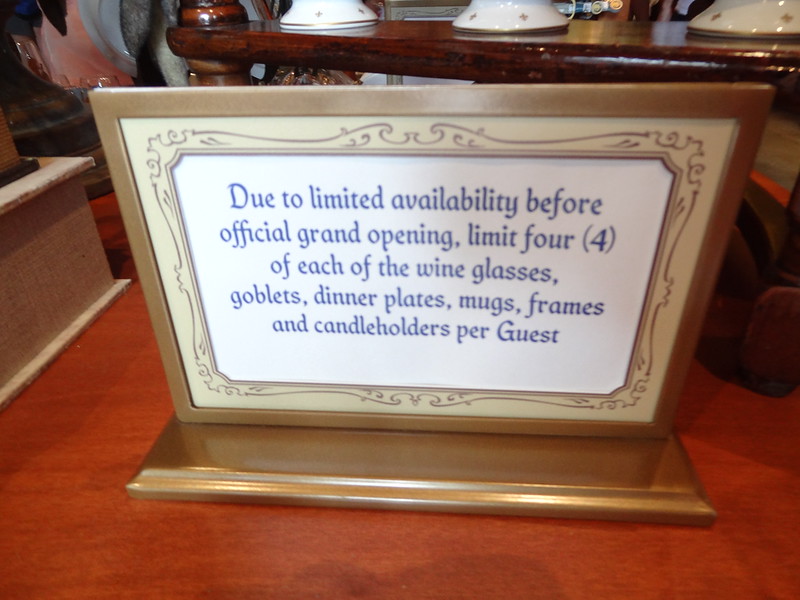 Due to limited availability before
official grand opening, limit four (4)
of each of the wine glasses,
goblets, dinner plates, mugs, frames
and candleholders per Guest